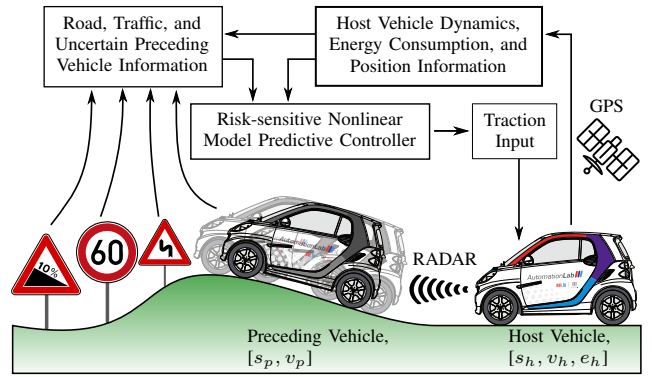 Road, Traffic, and
Uncertain Preceding
Vehicle Information
Host Vehicle Dynamics,
Energy Consumption, and
Position Information
GPS
Risk-sensitive Nonlinear
Model Predictive Controller
Traction
Input
10%
60
AutomationLab
RADAR
AutomationLab
Preceding Vehicle,
[s_p, v_p]
Host Vehicle,
[s_h, v_h, e_h]